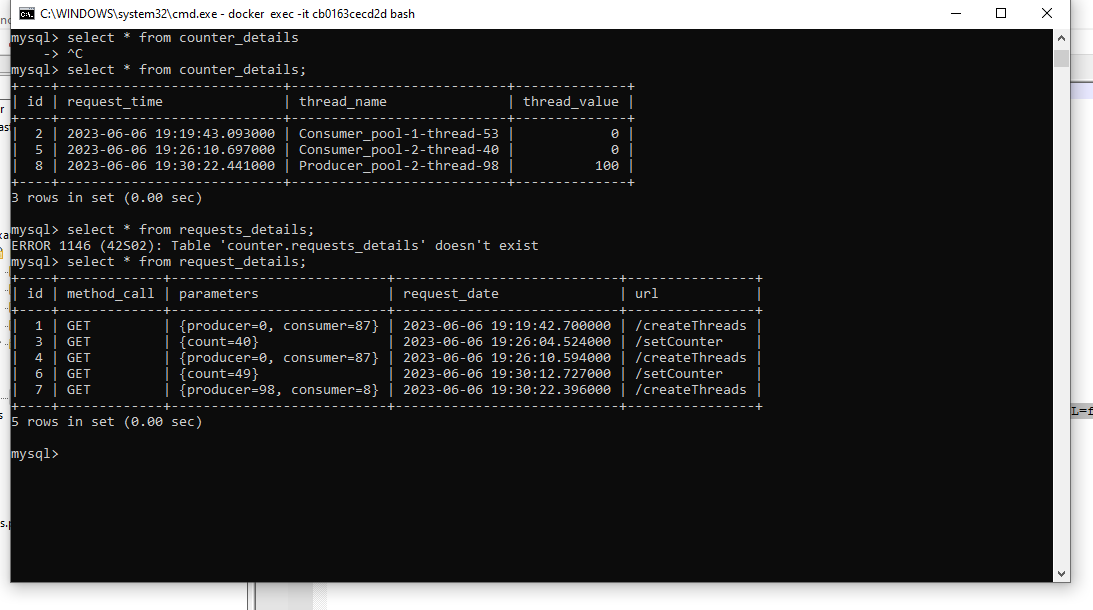 C:\WINDOWS\system32\cmd.exe - docker exec -it cb0163cecd2d bash
mysql> select * from counter_details
    -> ^C
mysql> select * from counter_details;
+----+----------------------------+----------------------------+--------------+
| id | request_time               | thread_name                | thread_value |
+----+----------------------------+----------------------------+--------------+
|  2 | 2023-06-06 19:19:43.093000 | Consumer_pool-1-thread-53 |            0 |
|  5 | 2023-06-06 19:26:10.697000 | Consumer_pool-2-thread-40 |            0 |
|  8 | 2023-06-06 19:30:22.441000 | Producer_pool-2-thread-98 |          100 |
+----+----------------------------+----------------------------+--------------+
3 rows in set (0.00 sec)
mysql> select * from requests_details;
ERROR 1146 (42S02): Table 'counter.requests_details' doesn't exist
mysql> select * from request_details;
+----+-------------+---------------------------+----------------------------+----------------+
| id | method_call | parameters                | request_date               | url            |
+----+-------------+---------------------------+----------------------------+----------------+
|  1 | GET         | {producer=0, consumer=87} | 2023-06-06 19:19:42.700000 | /createThreads |
|  3 | GET         | {count=40}                | 2023-06-06 19:26:04.524000 | /setCounter    |
|  4 | GET         | {producer=0, consumer=87} | 2023-06-06 19:26:10.594000 | /createThreads |
|  6 | GET         | {count=49}                | 2023-06-06 19:30:12.727000 | /setCounter    |
|  7 | GET         | {producer=98, consumer=8} | 2023-06-06 19:30:22.396000 | /createThreads |
+----+-------------+---------------------------+----------------------------+----------------+
5 rows in set (0.00 sec)
mysql>